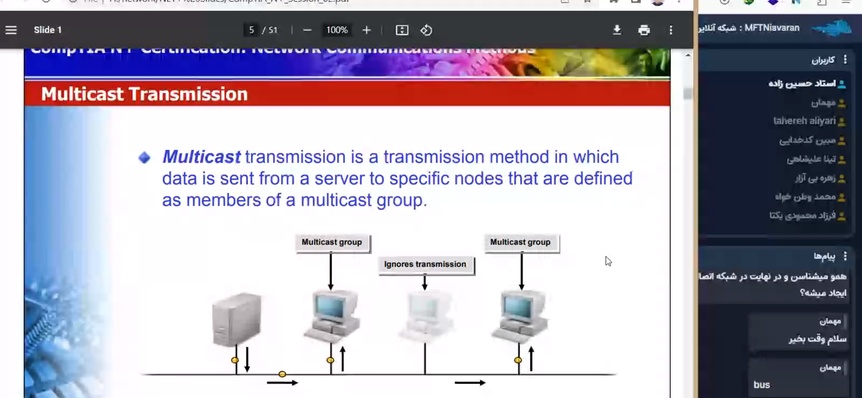 Slide 1
5 / 51
100%
CompTIA N+ Certification: Network Communications Methods
Multicast Transmission
Multicast transmission is a transmission method in which
data is sent from a server to specific nodes that are defined
as members of a multicast group.
Multicast group
Multicast group
Ignores transmission
MFTNiavaran : شبکه آنلاین
کاربران
استاد حسین زاده
مهمان
tahereh aliyari
مبین کدخدایی
تینا علیشاهی
زهره بی آزار
محمد وطن خواه
فرزاد محمودی یکتا
پیام‌ها
همو میشناسن و در نهایت در شبکه اتصا
ایجاد میشه؟
مهمان
سلام وقت بخیر
مهمان
bus